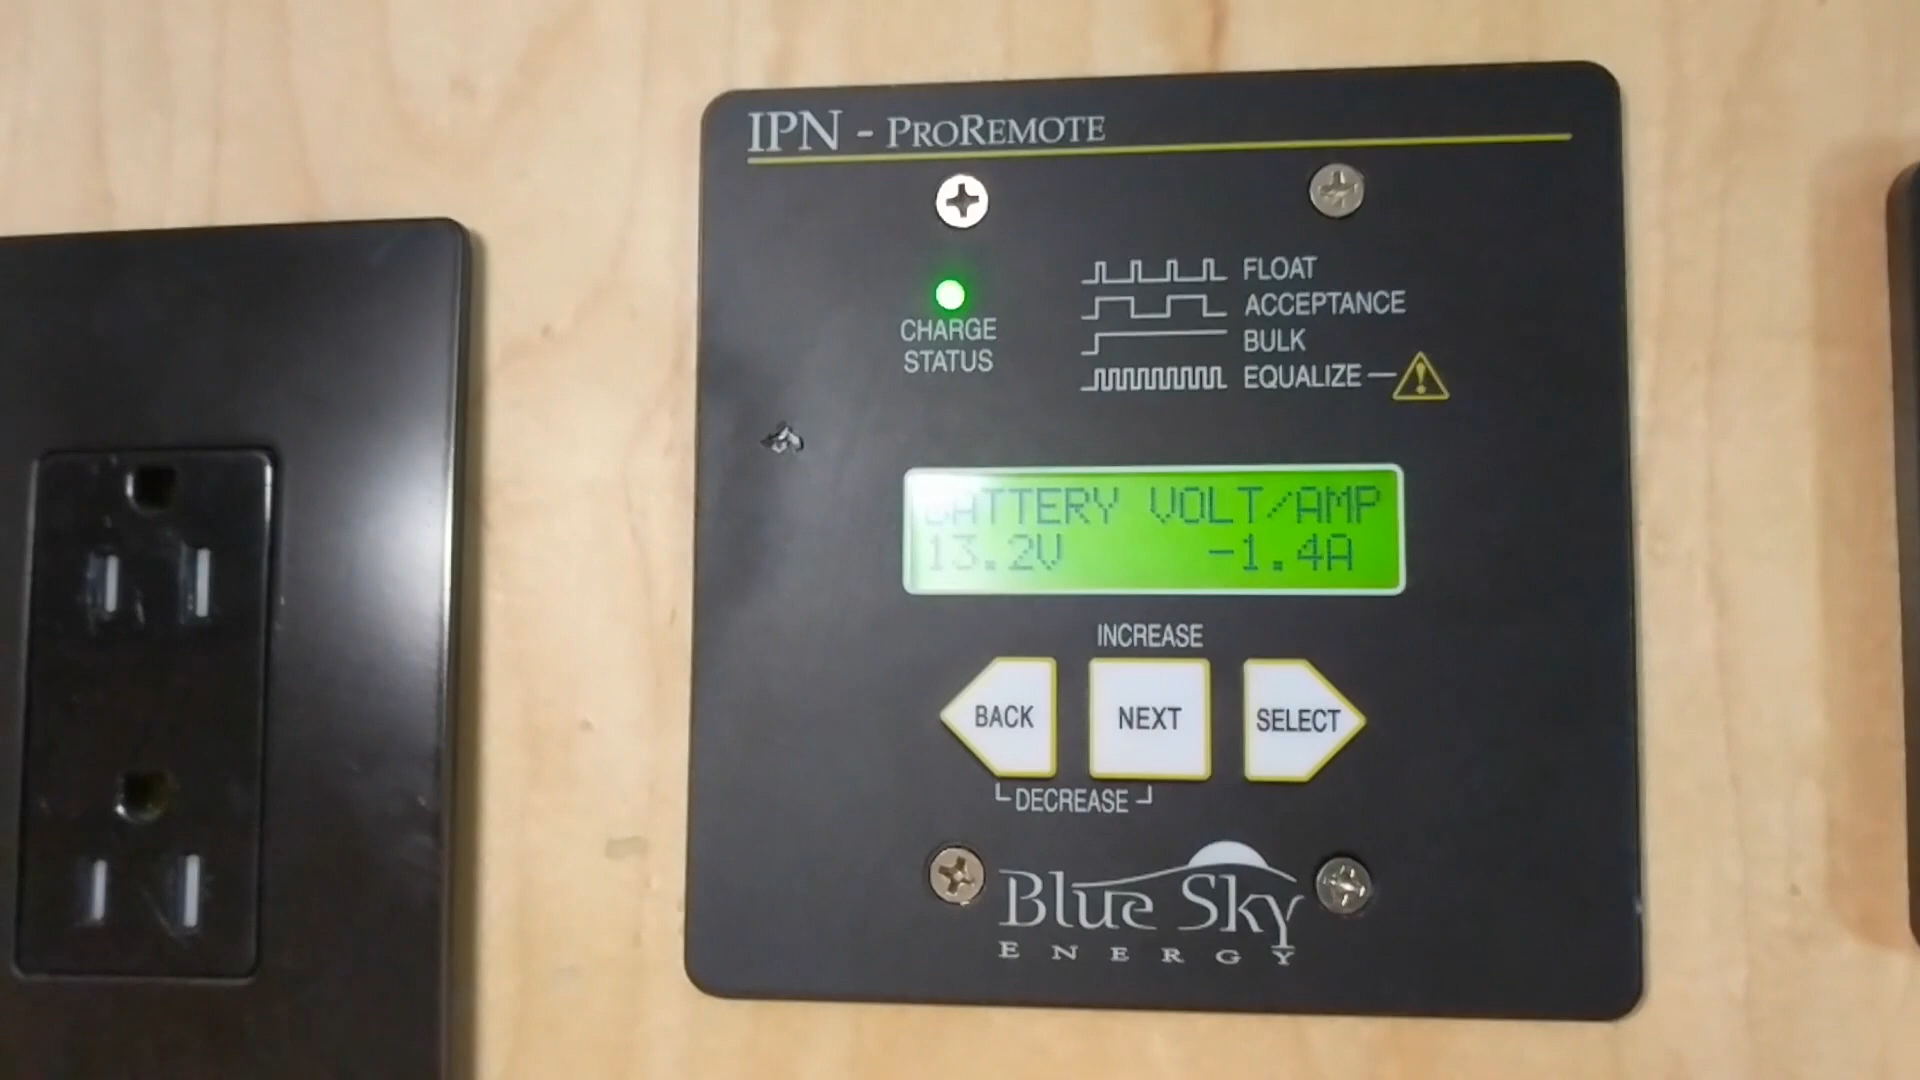 IPN - PROREMOTE
FLOAT
ACCEPTANCE
BULK
EQUALIZE
CHARGE
STATUS
BATTERY VOLT/AMP
13.2V -1.4A
INCREASE
BACK
NEXT
SELECT
DECREASE
Blue Sky
ENERGY